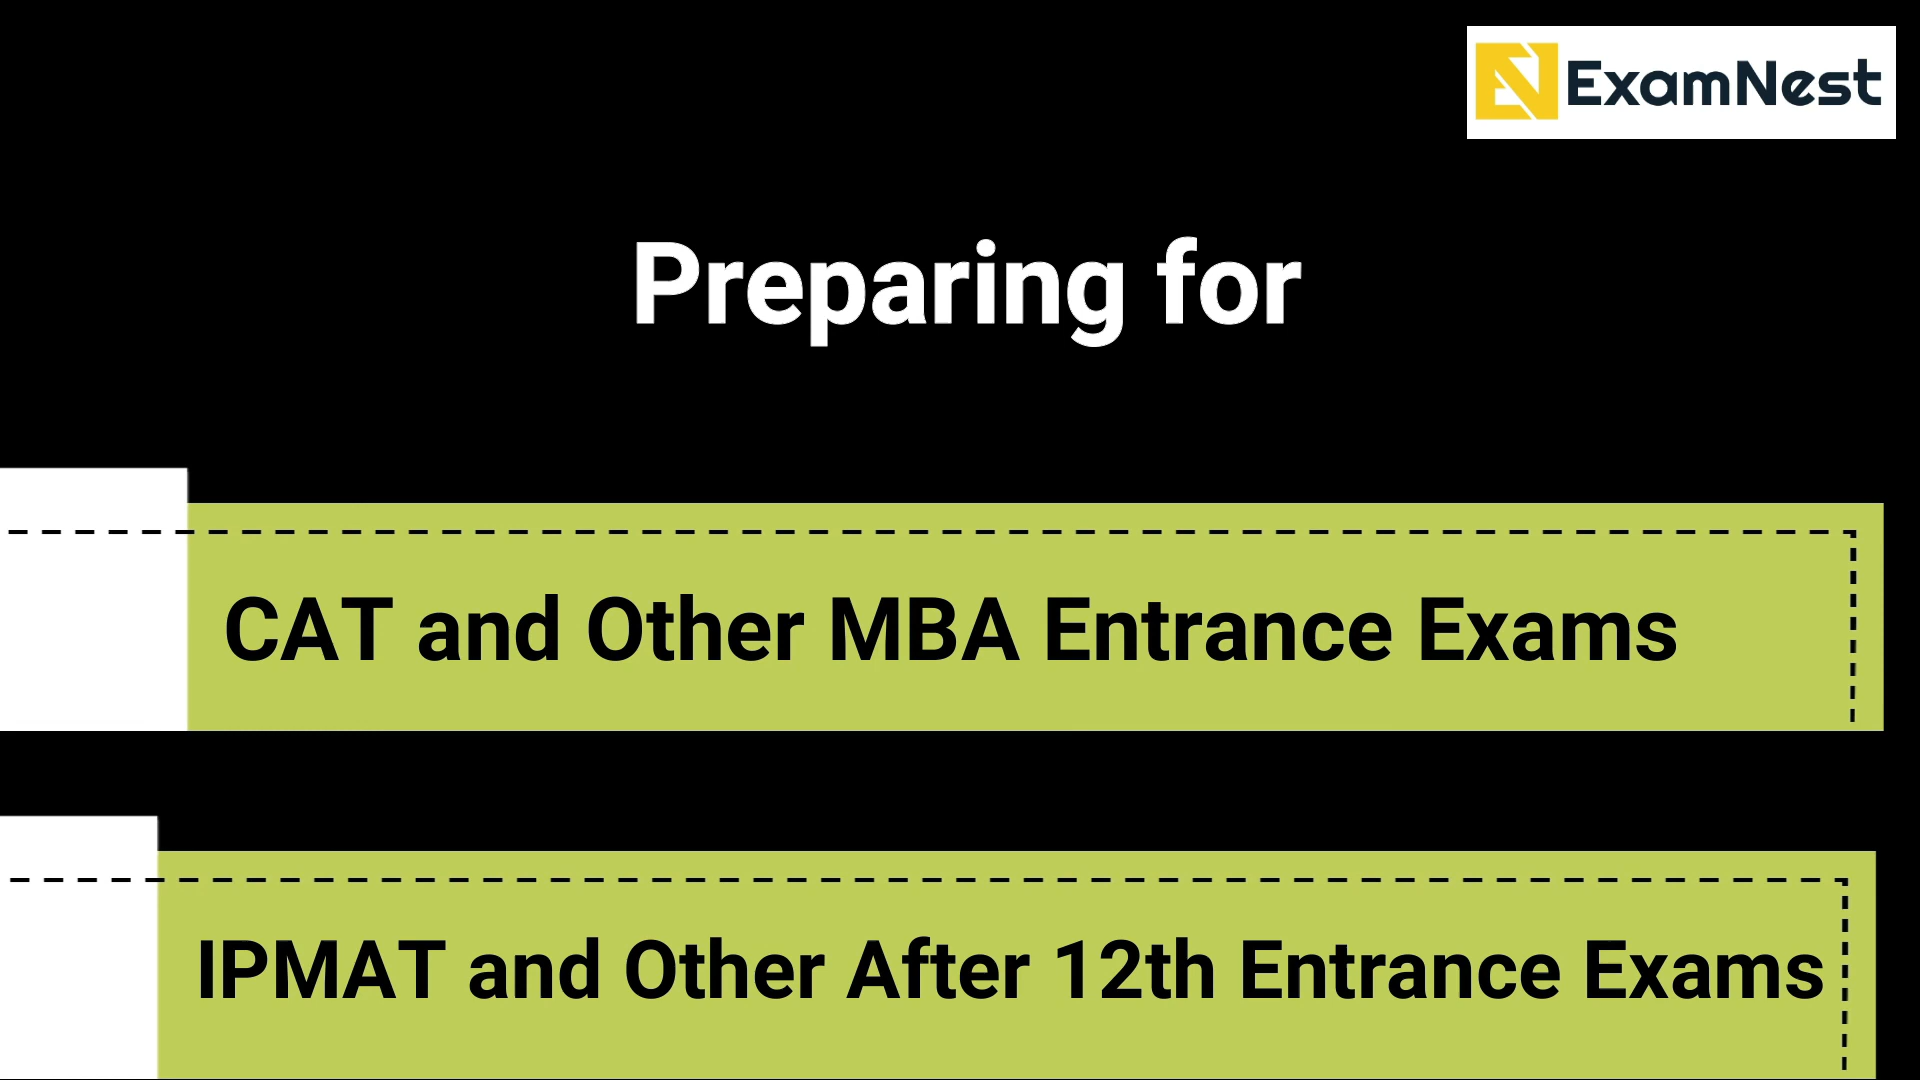 ExamNest
Preparing for
CAT and Other MBA Entrance Exams
IPMAT and Other After 12th Entrance Exams